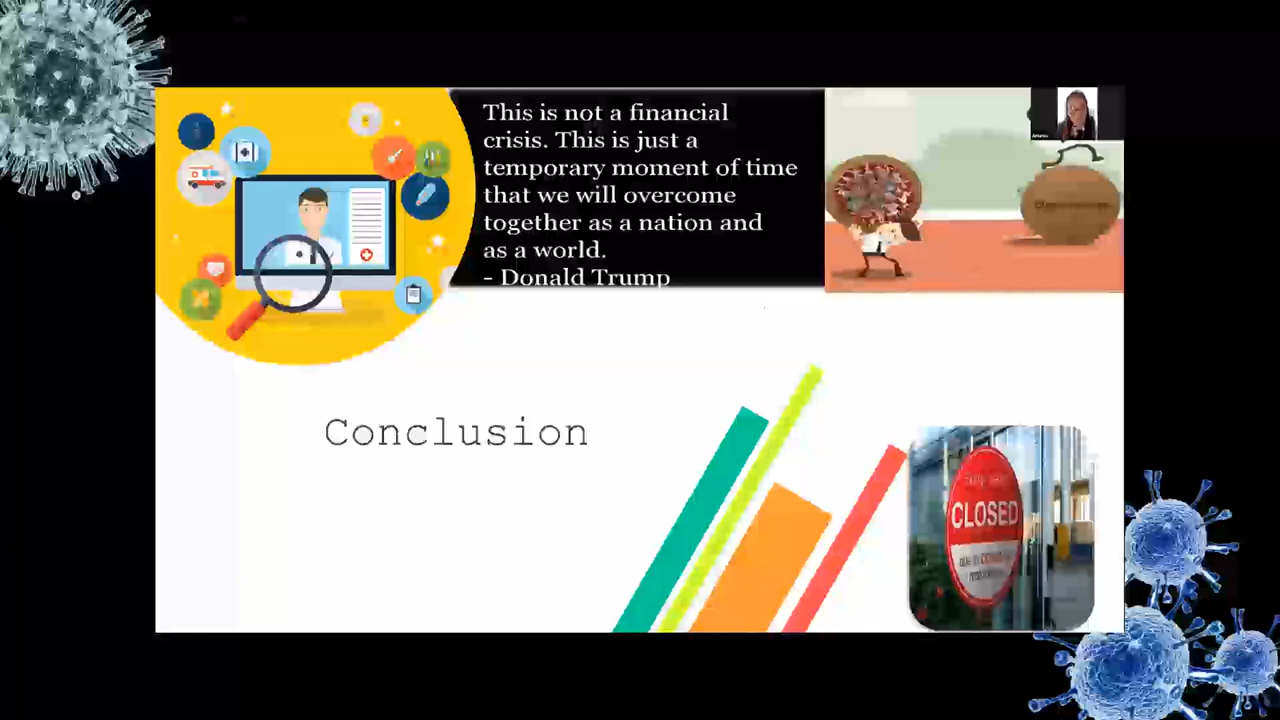 This is not a financial
crisis. This is just a
temporary moment of time
that we will overcome
together as a nation and
as a world.
- Donald Trump
Conclusion
CLOSED